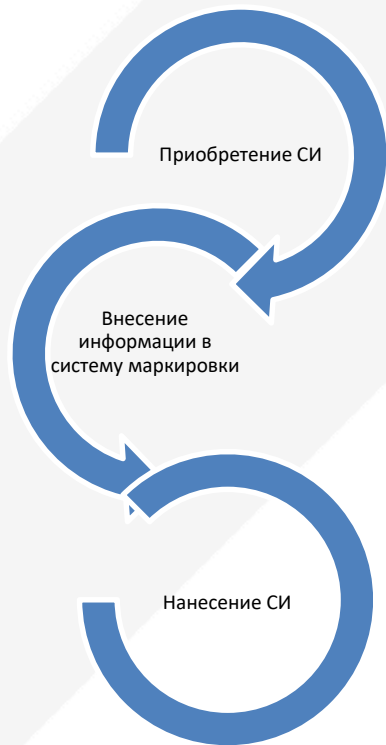 Приобретение СИ
Внесение
информации в
систему маркировки
Нанесение СИ